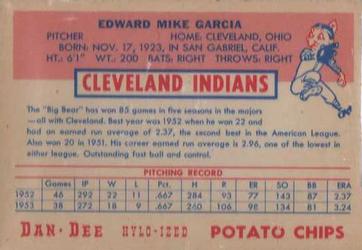 EDWARD MIKE GARCIA
PITCHER HOME: CLEVELAND, OHIO
BORN: NOV. 17, 1923, IN SAN GABRIEL, CALIF.
HT.: 6'1" WT.: 200 BATS: RIGHT THROWS: RIGHT
CLEVELAND INDIANS
The "Big Bear" has won 85 games in five seasons in the majors
—all with Cleveland. Best year was 1952 when he won 22 and
had an earned run average of 2.37, the second best in the American League.
Also won 20 in 1951. His career earned run average is 2.96, one of the lowest in
either league. Outstanding fast ball and control.
PITCHING RECORD
Games IP W L Pct. H R ER SO BB ERA
1952 46 292 22 11 .667 284 93 77 143 87 2.37
1953 38 272 18 9 .667 260 106 98 134 81 3.24
DAN-DEE HYLO-IZED POTATO CHIPS